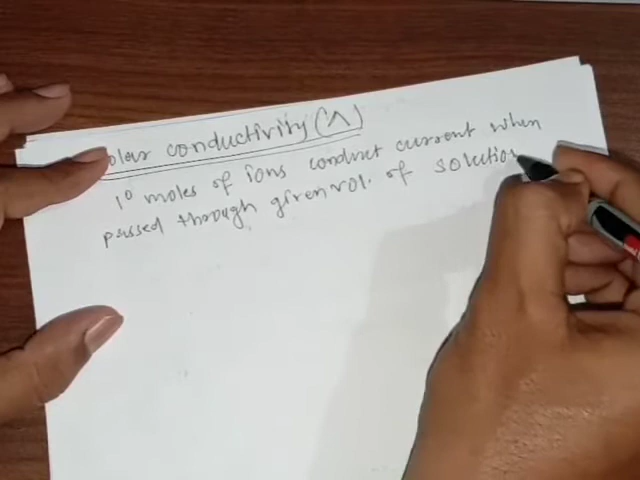 olar conductivity (Λ)
1° moles of ions conduct current when
passed through given vol. of solution